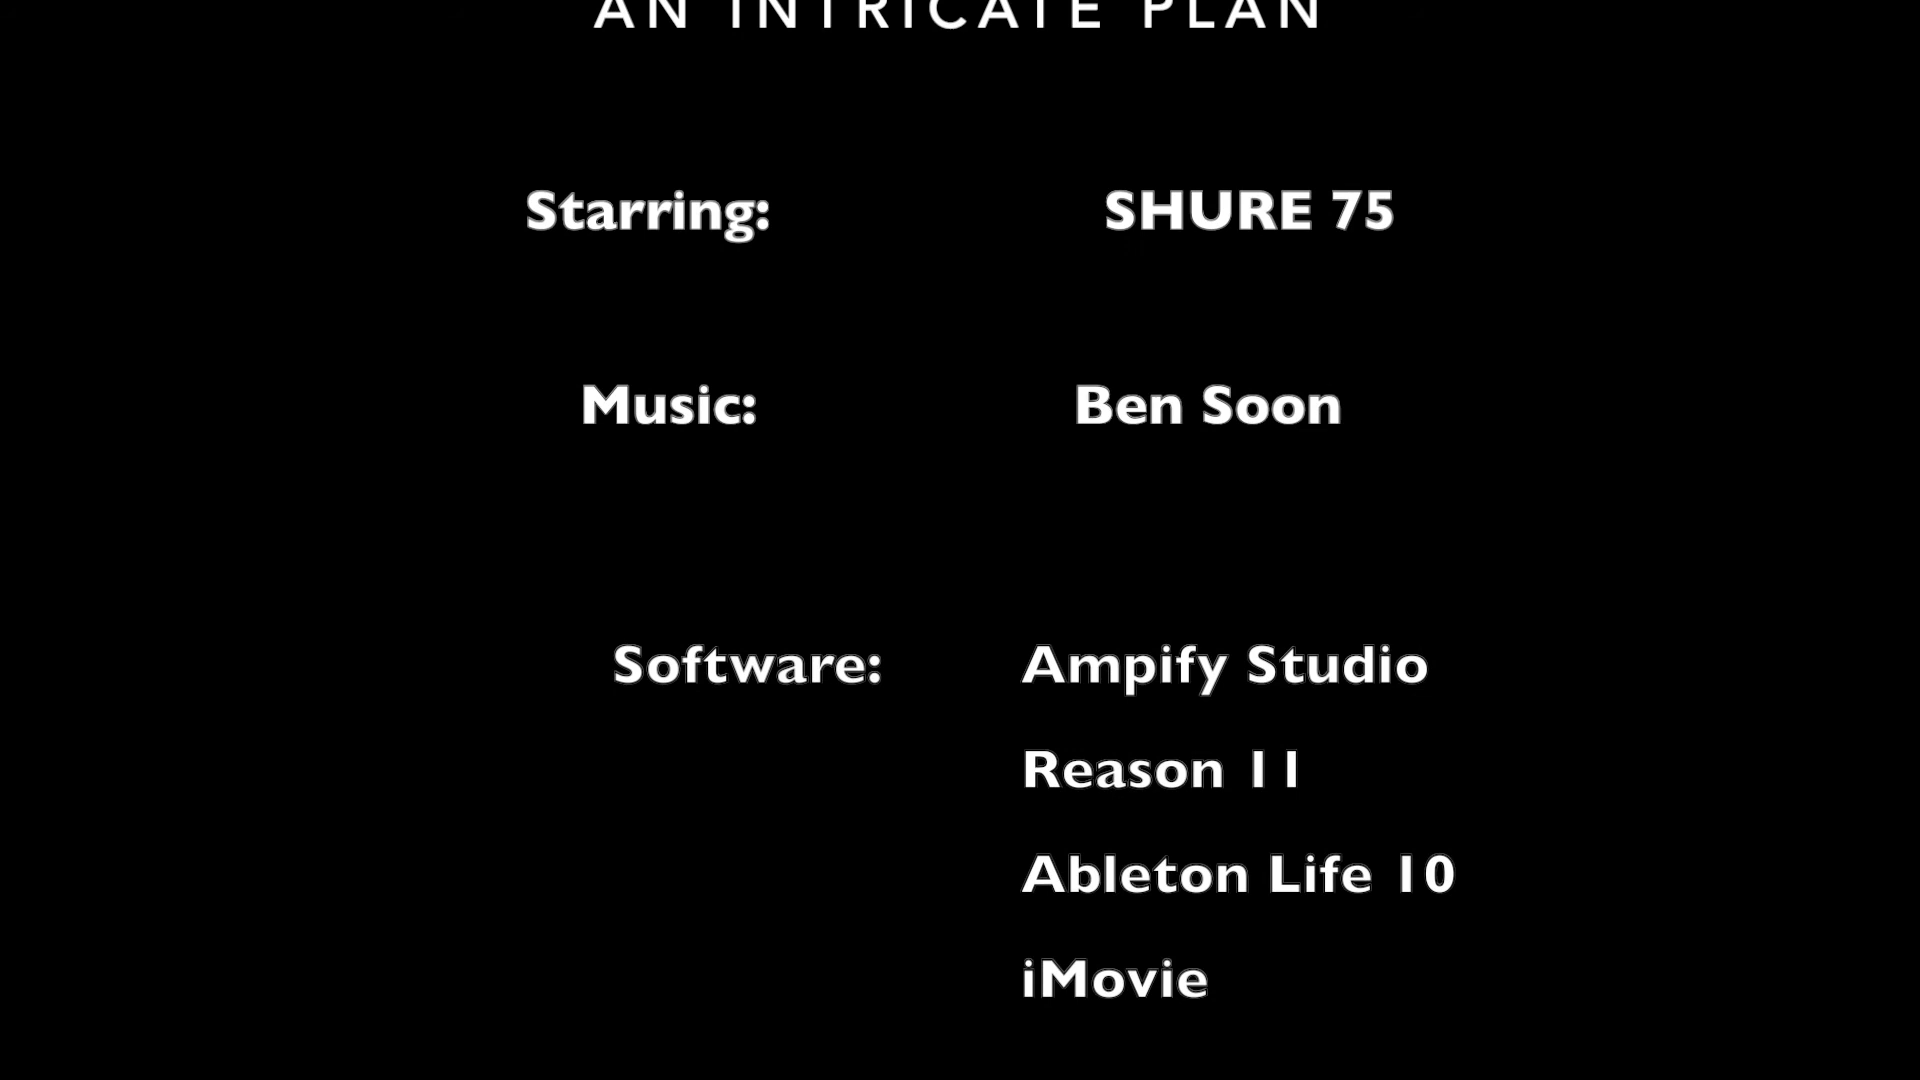 AN INTRICATE PLAN
Starring: SHURE 75
Music: Ben Soon
Software: Ampify Studio
Reason 11
Ableton Life 10
iMovie